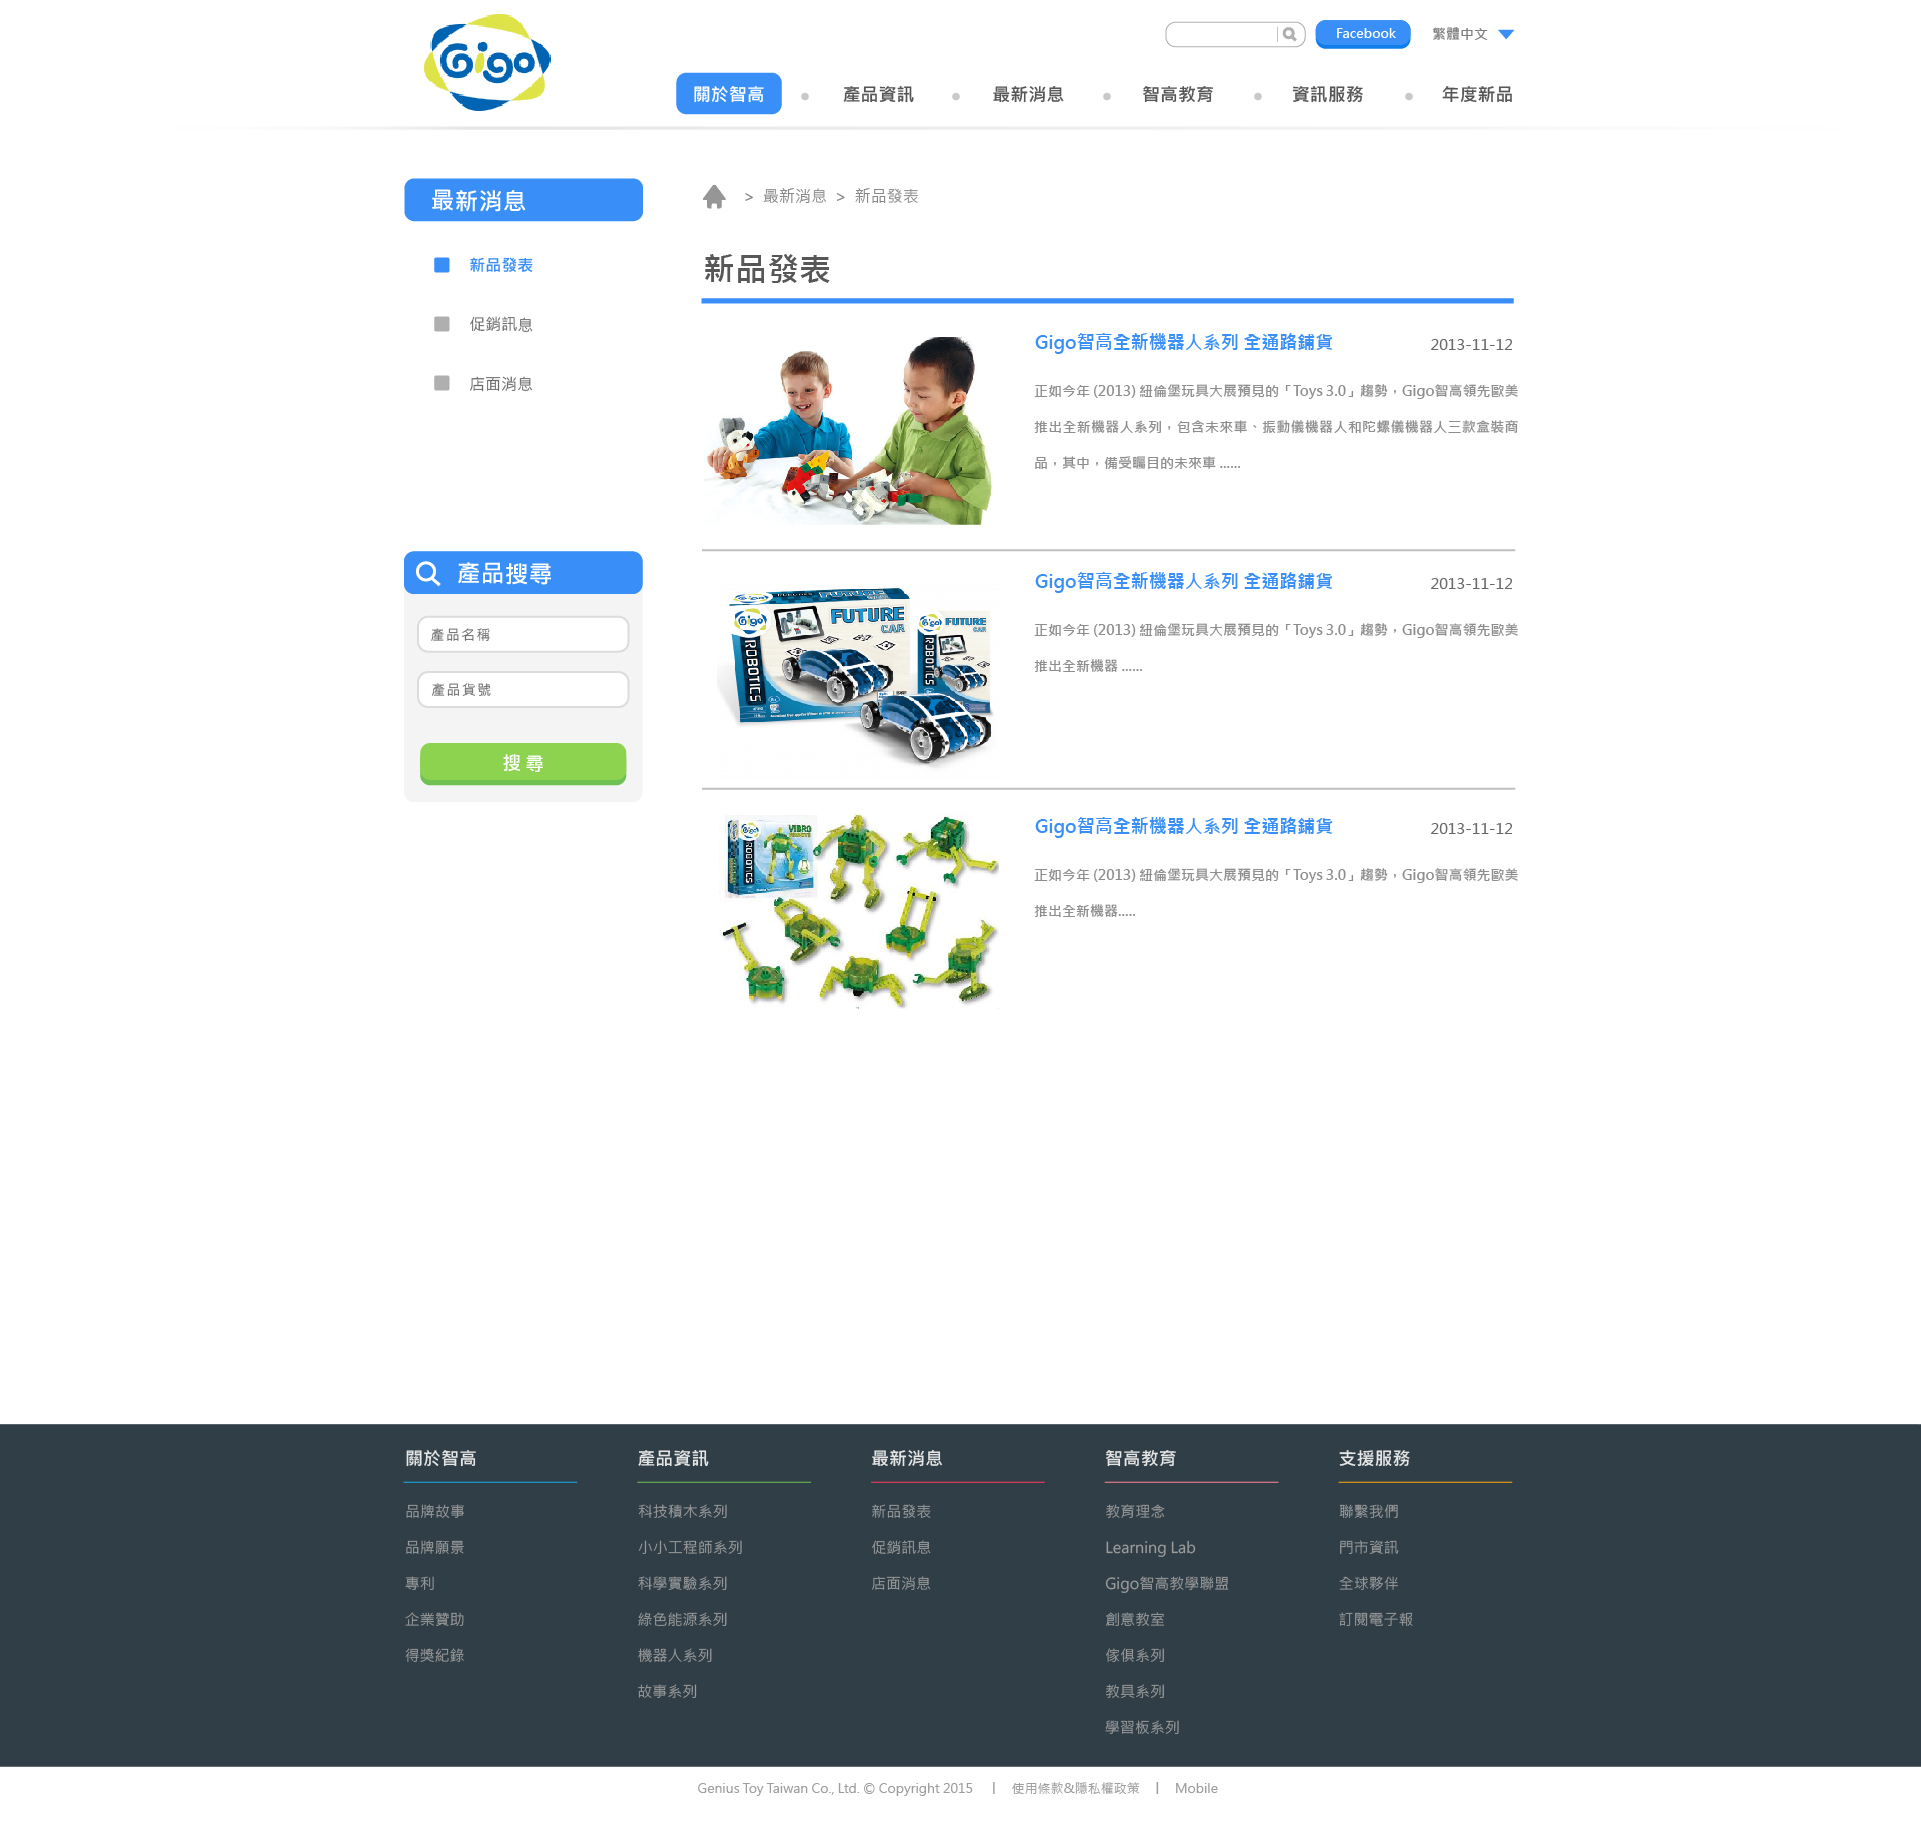 Gigo
Facebook
繁體中文
關於智高
產品資訊
最新消息
智高教育
資訊服務
年度新品
最新消息
新品發表
促銷訊息
店面消息
產品搜尋
產品名稱
產品貨號
搜 尋
> 最新消息 > 新品發表
新品發表
Gigo智高全新機器人系列 全通路鋪貨
2013-11-12
正如今年 (2013) 紐倫堡玩具大展預見的「Toys 3.0」趨勢，Gigo智高領先歐美
推出全新機器人系列，包含未來車、振動儀機器人和陀螺儀機器人三款盒裝商
品，其中，備受矚目的未來車 ......
Gigo
FUTURE
CAR
ROBOTICS
Gigo
FUTURE
CAR
ROBOTICS
Gigo智高全新機器人系列 全通路鋪貨
2013-11-12
正如今年 (2013) 紐倫堡玩具大展預見的「Toys 3.0」趨勢，Gigo智高領先歐美
推出全新機器 ......
Gigo
VIBRO
ROBOTICS
Gigo智高全新機器人系列 全通路鋪貨
2013-11-12
正如今年 (2013) 紐倫堡玩具大展預見的「Toys 3.0」趨勢，Gigo智高領先歐美
推出全新機器.....
關於智高
品牌故事
品牌願景
專利
企業贊助
得獎紀錄
產品資訊
科技積木系列
小小工程師系列
科學實驗系列
綠色能源系列
機器人系列
故事系列
最新消息
新品發表
促銷訊息
店面消息
智高教育
教育理念
Learning Lab
Gigo智高教學聯盟
創意教室
傢俱系列
教具系列
學習板系列
支援服務
聯繫我們
門市資訊
全球夥伴
訂閱電子報
Genius Toy Taiwan Co., Ltd. © Copyright 2015 | 使用條款&隱私權政策 | Mobile